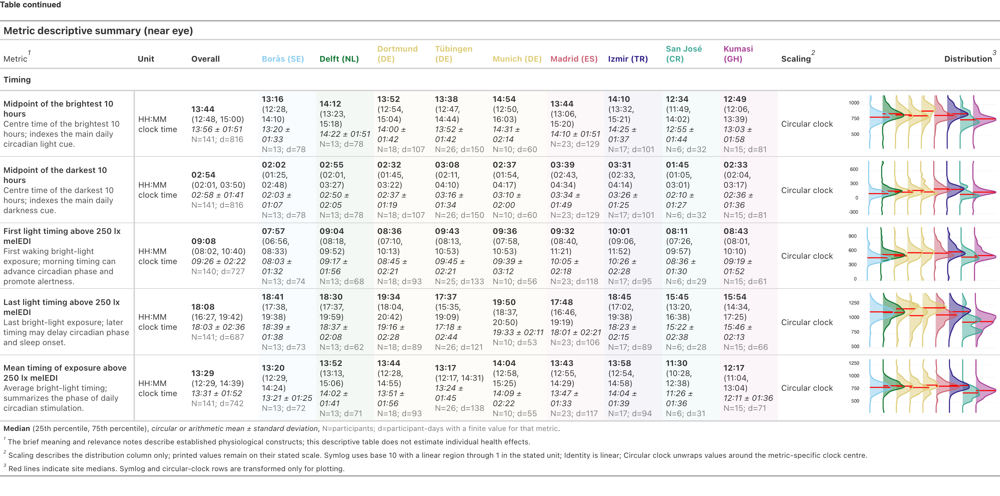 Table continued
Metric descriptive summary (near eye)
Metric1 Unit Overall Borås (SE) Delft (NL) Dortmund (DE) Tübingen (DE) Munich (DE) Madrid (ES) Izmir (TR) San José (CR) Kumasi (GH) Scaling2 Distribution3
Timing
Midpoint of the brightest 10
hours
Centre time of the brightest 10
hours; indexes the main daily
circadian light cue.
HH:MM
clock time
13:44
(12:48, 15:00)
13:56 ± 01:51
N=141; d=816
13:16
(12:28,
14:10)
13:20 ±
01:33
N=13; d=78
14:12
(13:23,
15:18)
14:22 ± 01:51
N=13; d=78
13:52
(12:54,
15:04)
14:00 ±
01:42
N=18; d=107
13:38
(12:47,
14:44)
13:52 ±
01:42
N=26; d=150
14:54
(12:50,
16:03)
14:31 ±
02:14
N=10; d=60
13:44
(13:06,
15:20)
14:10 ± 01:51
N=23; d=129
14:10
(13:32,
15:21)
14:25 ±
01:37
N=17; d=101
12:34
(11:49,
14:02)
12:55 ±
01:44
N=6; d=32
12:49
(12:06,
13:39)
13:03 ±
01:58
N=15; d=81
Circular clock
1000
750
500
Midpoint of the darkest 10
hours
Centre time of the darkest 10
hours; indexes the main daily
darkness cue.
HH:MM
clock time
02:54
(02:01, 03:50)
02:58 ± 01:41
N=141; d=816
02:02
(01:25,
02:48)
02:03 ±
01:07
N=13; d=78
02:55
(02:01,
03:27)
02:50 ±
02:05
N=13; d=78
02:32
(01:45,
03:22)
02:37 ±
01:19
N=18; d=107
03:08
(02:11,
04:10)
03:16 ±
01:34
N=26; d=150
02:37
(01:54,
04:17)
03:10 ±
02:00
N=10; d=60
03:39
(02:43,
04:34)
03:34 ±
01:49
N=23; d=129
03:31
(02:33,
04:14)
03:26 ±
01:25
N=17; d=101
01:45
(01:05,
03:01)
02:10 ±
01:27
N=6; d=32
02:33
(02:04,
03:17)
02:36 ±
01:36
N=15; d=81
Circular clock
600
300
0
-300
First light timing above 250 lx
melEDI
First waking bright-light
exposure; morning timing can
advance circadian phase and
promote alertness.
HH:MM
clock time
09:08
(08:02, 10:40)
09:26 ± 02:22
N=140; d=727
07:57
(06:56,
08:33)
08:03 ±
01:32
N=13; d=74
09:04
(08:18,
09:52)
09:17 ±
01:56
N=13; d=68
08:36
(07:10,
10:13)
08:45 ±
02:21
N=18; d=93
09:43
(08:13,
10:53)
09:45 ±
02:21
N=25; d=133
09:36
(07:58,
10:53)
09:39 ±
03:12
N=10; d=56
09:32
(08:40,
11:21)
10:05 ±
02:18
N=23; d=118
10:01
(09:06,
11:52)
10:26 ±
02:28
N=17; d=95
08:11
(07:26,
09:57)
08:36 ±
01:30
N=6; d=29
08:43
(08:01,
10:10)
09:19 ±
01:52
N=15; d=61
Circular clock
900
600
300
0
Last light timing above 250 lx
melEDI
Last bright-light exposure; later
timing may delay circadian phase
and sleep onset.
HH:MM
clock time
18:08
(16:27, 19:42)
18:03 ± 02:36
N=141; d=687
18:41
(17:38,
19:38)
18:39 ±
01:38
N=13; d=73
18:30
(17:37,
19:59)
18:37 ±
02:08
N=13; d=62
19:34
(18:04,
20:42)
19:16 ±
02:28
N=18; d=89
17:37
(15:35,
19:09)
17:18 ±
02:44
N=26; d=121
19:50
(18:37,
20:50)
19:33 ± 02:11
N=10; d=53
17:48
(16:46,
19:19)
18:01 ± 02:21
N=23; d=106
18:45
(17:02,
19:38)
18:23 ±
02:15
N=17; d=89
15:45
(13:20,
16:38)
15:22 ±
02:38
N=6; d=28
15:54
(14:34,
17:25)
15:46 ±
02:13
N=15; d=66
Circular clock
1250
1000
750
500
Mean timing of exposure above
250 lx melEDI
Average bright-light timing;
summarizes the phase of daily
circadian stimulation.
HH:MM
clock time
13:29
(12:29, 14:39)
13:31 ± 01:52
N=141; d=742
13:20
(12:29,
14:24)
13:21 ± 01:25
N=13; d=72
13:52
(13:13,
15:06)
14:02 ±
01:41
N=13; d=71
13:44
(12:28,
14:55)
13:51 ±
01:56
N=18; d=93
13:17
(12:17, 14:31)
13:24 ±
01:45
N=26; d=138
14:04
(12:58,
15:25)
14:09 ±
02:22
N=10; d=55
13:43
(12:55,
14:29)
13:47 ±
01:33
N=23; d=117
13:58
(12:54,
14:58)
14:04 ±
01:39
N=17; d=94
11:30
(10:28,
12:38)
11:26 ±
01:36
N=6; d=31
12:17
(11:04,
13:04)
12:11 ± 01:36
N=15; d=71
Circular clock
1250
1000
750
500
Median (25th percentile, 75th percentile), circular or arithmetic mean ± standard deviation, N=participants; d=participant-days with a finite value for that metric.
1 The brief meaning and relevance notes describe established physiological constructs; this descriptive table does not estimate individual health effects.
2 Scaling describes the distribution column only; printed values remain on their stated scale. Symlog uses base 10 with a linear region through 1 in the stated unit; Identity is linear; Circular clock unwraps values around the metric-specific clock centre.
3 Red lines indicate site medians. Symlog and circular-clock rows are transformed only for plotting.